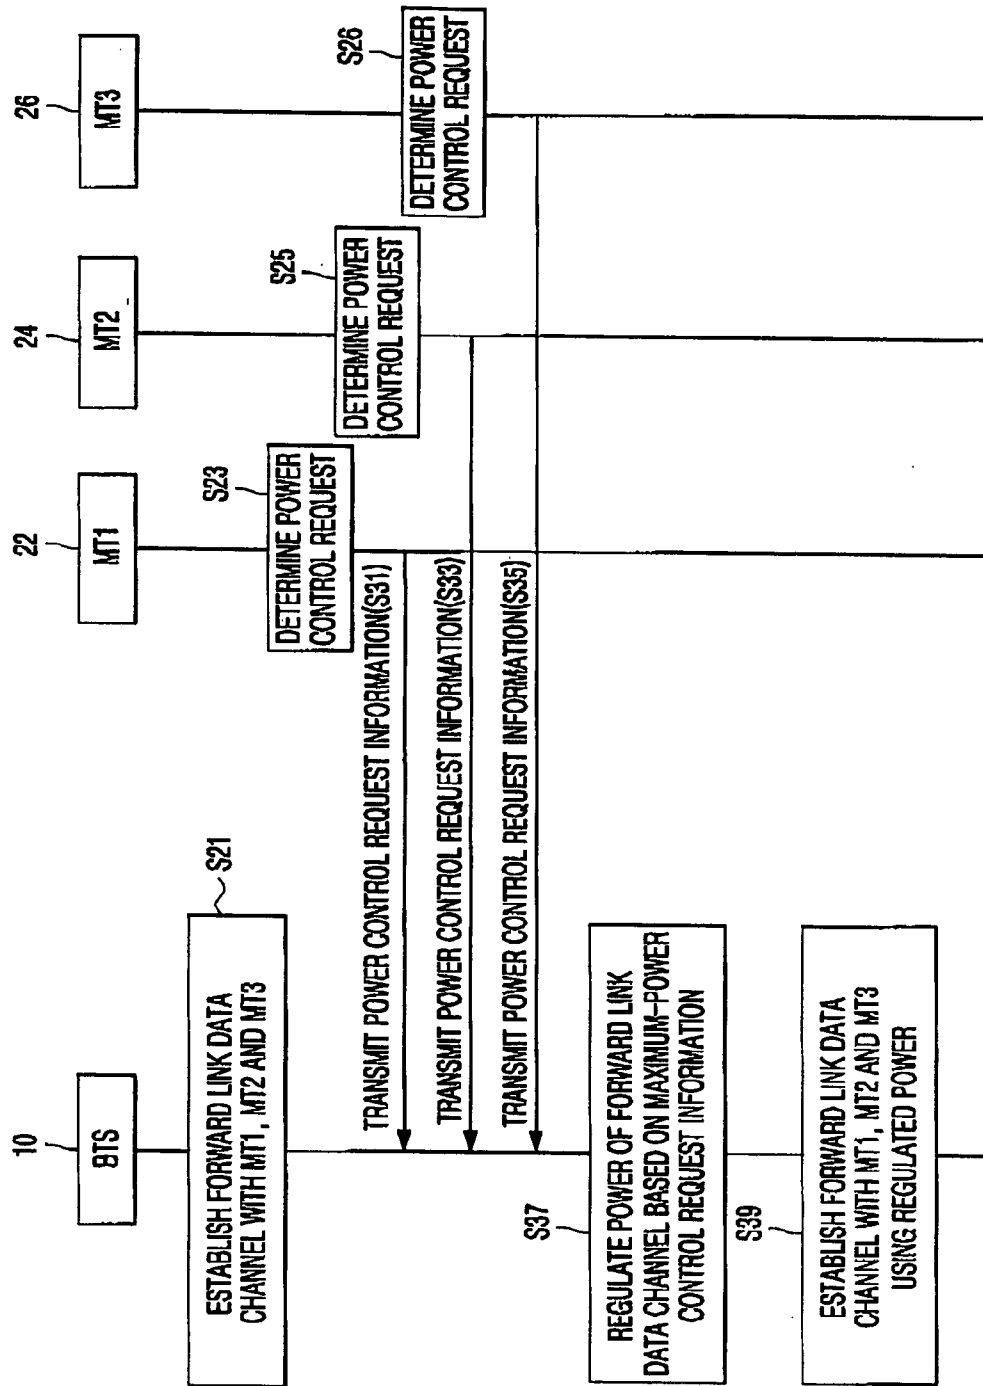 10
22
24
26
BTS
MT1
MT2
MT3
S21
ESTABLISH FORWARD LINK DATA
CHANNEL WITH MT1, MT2 AND MT3
S23
DETERMINE POWER
CONTROL REQUEST
S25
DETERMINE POWER
CONTROL REQUEST
S26
DETERMINE POWER
CONTROL REQUEST
TRANSMIT POWER CONTROL REQUEST INFORMATION(S31)
TRANSMIT POWER CONTROL REQUEST INFORMATION(S33)
TRANSMIT POWER CONTROL REQUEST INFORMATION(S35)
S37
REGULATE POWER OF FORWARD LINK
DATA CHANNEL BASED ON MAXIMUM-POWER
CONTROL REQUEST INFORMATION
S39
ESTABLISH FORWARD LINK DATA
CHANNEL WITH MT1, MT2 AND MT3
USING REGULATED POWER